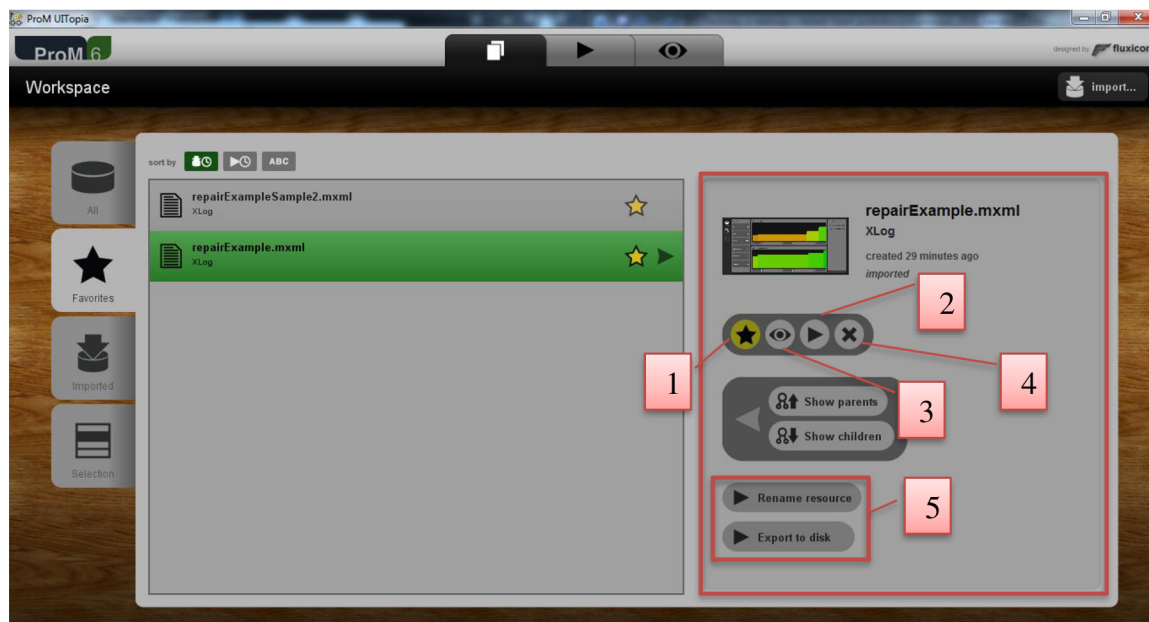 ProM UITopia
ProM 6
designed by fluxicon
Workspace
import...
All
Favorites
Imported
Selection
sort by ABC
repairExampleSample2.mxml
XLog
repairExample.mxml
XLog
repairExample.mxml
XLog
created 29 minutes ago
imported
2
1
4
3
Show parents
Show children
Rename resource
5
Export to disk